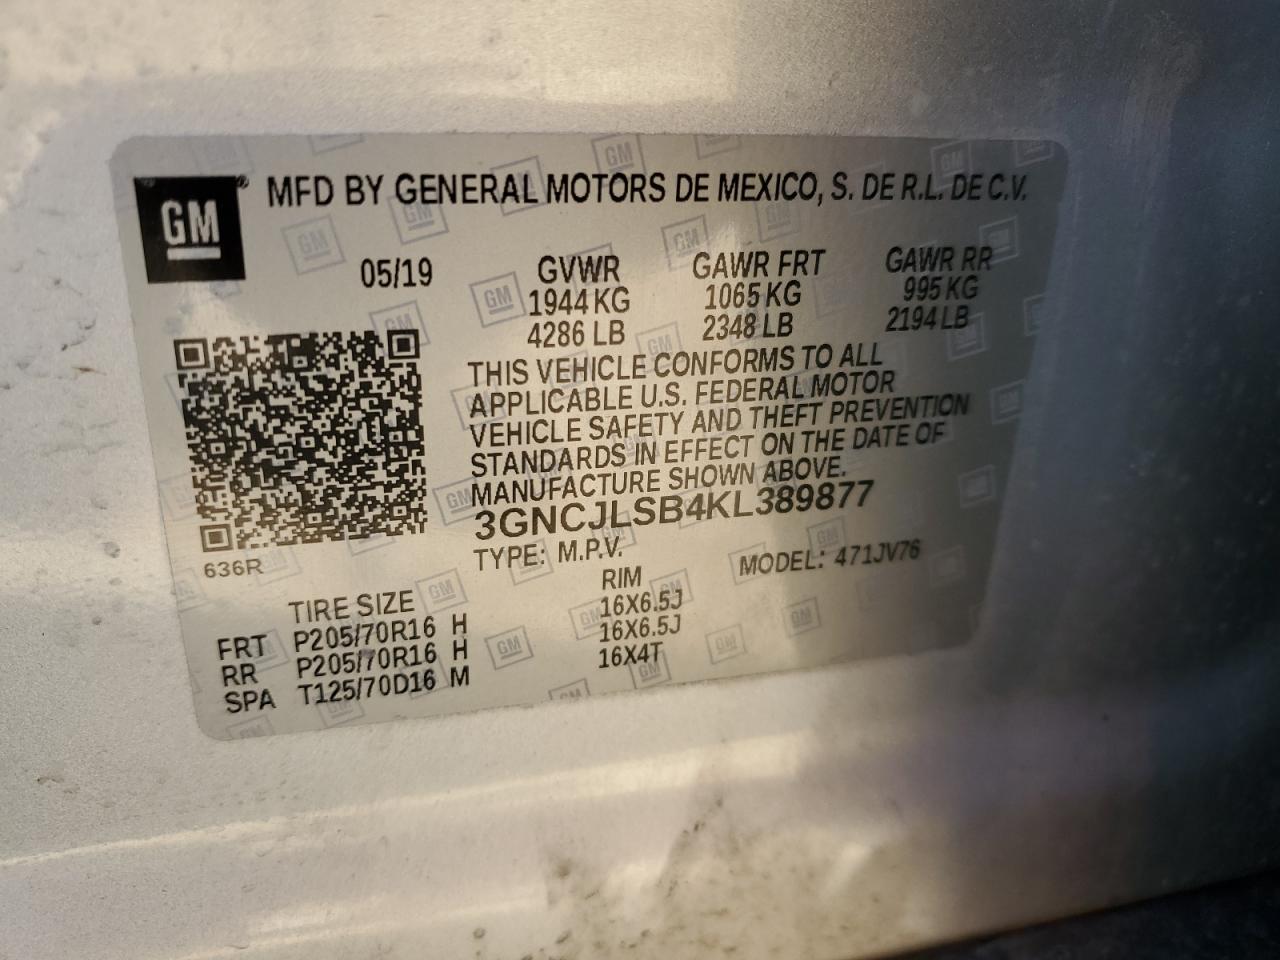 GM® MFD BY GENERAL MOTORS DE MEXICO, S. DE R.L. DE C.V.
05/19 GVWR GAWR FRT GAWR RR
1944 KG 1065 KG 995 KG
4286 LB 2348 LB 2194 LB
THIS VEHICLE CONFORMS TO ALL
APPLICABLE U.S. FEDERAL MOTOR
VEHICLE SAFETY AND THEFT PREVENTION
STANDARDS IN EFFECT ON THE DATE OF
MANUFACTURE SHOWN ABOVE.
3GNCJLSB4KL389877
636R
TYPE: M.P.V. MODEL: 471JV76
TIRE SIZE RIM
FRT P205/70R16 H 16X6.5J
RR P205/70R16 H 16X6.5J
SPA T125/70D16 M 16X4T